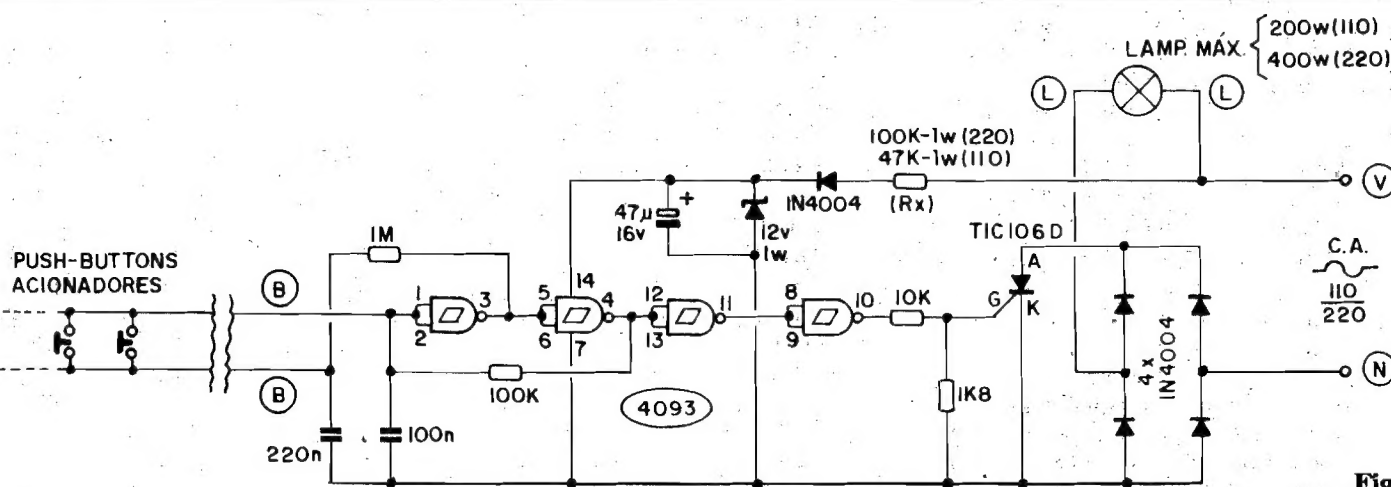 LAMP. MÁX.
200w(110)
400w(220)
L
L
100K-1w(220)
47K-1w(110)
(Rx)
V
1N4004
47µ
16v
+
12v
1w
TIC106D
A
G
K
C.A.
110
220
1M
PUSH-BUTTONS
ACIONADORES
B
B
1
2
3
5
6
14
4
7
12
13
11
8
9
10
10K
4x
1N4004
N
100K
4093
1K8
220n
100n
Fig